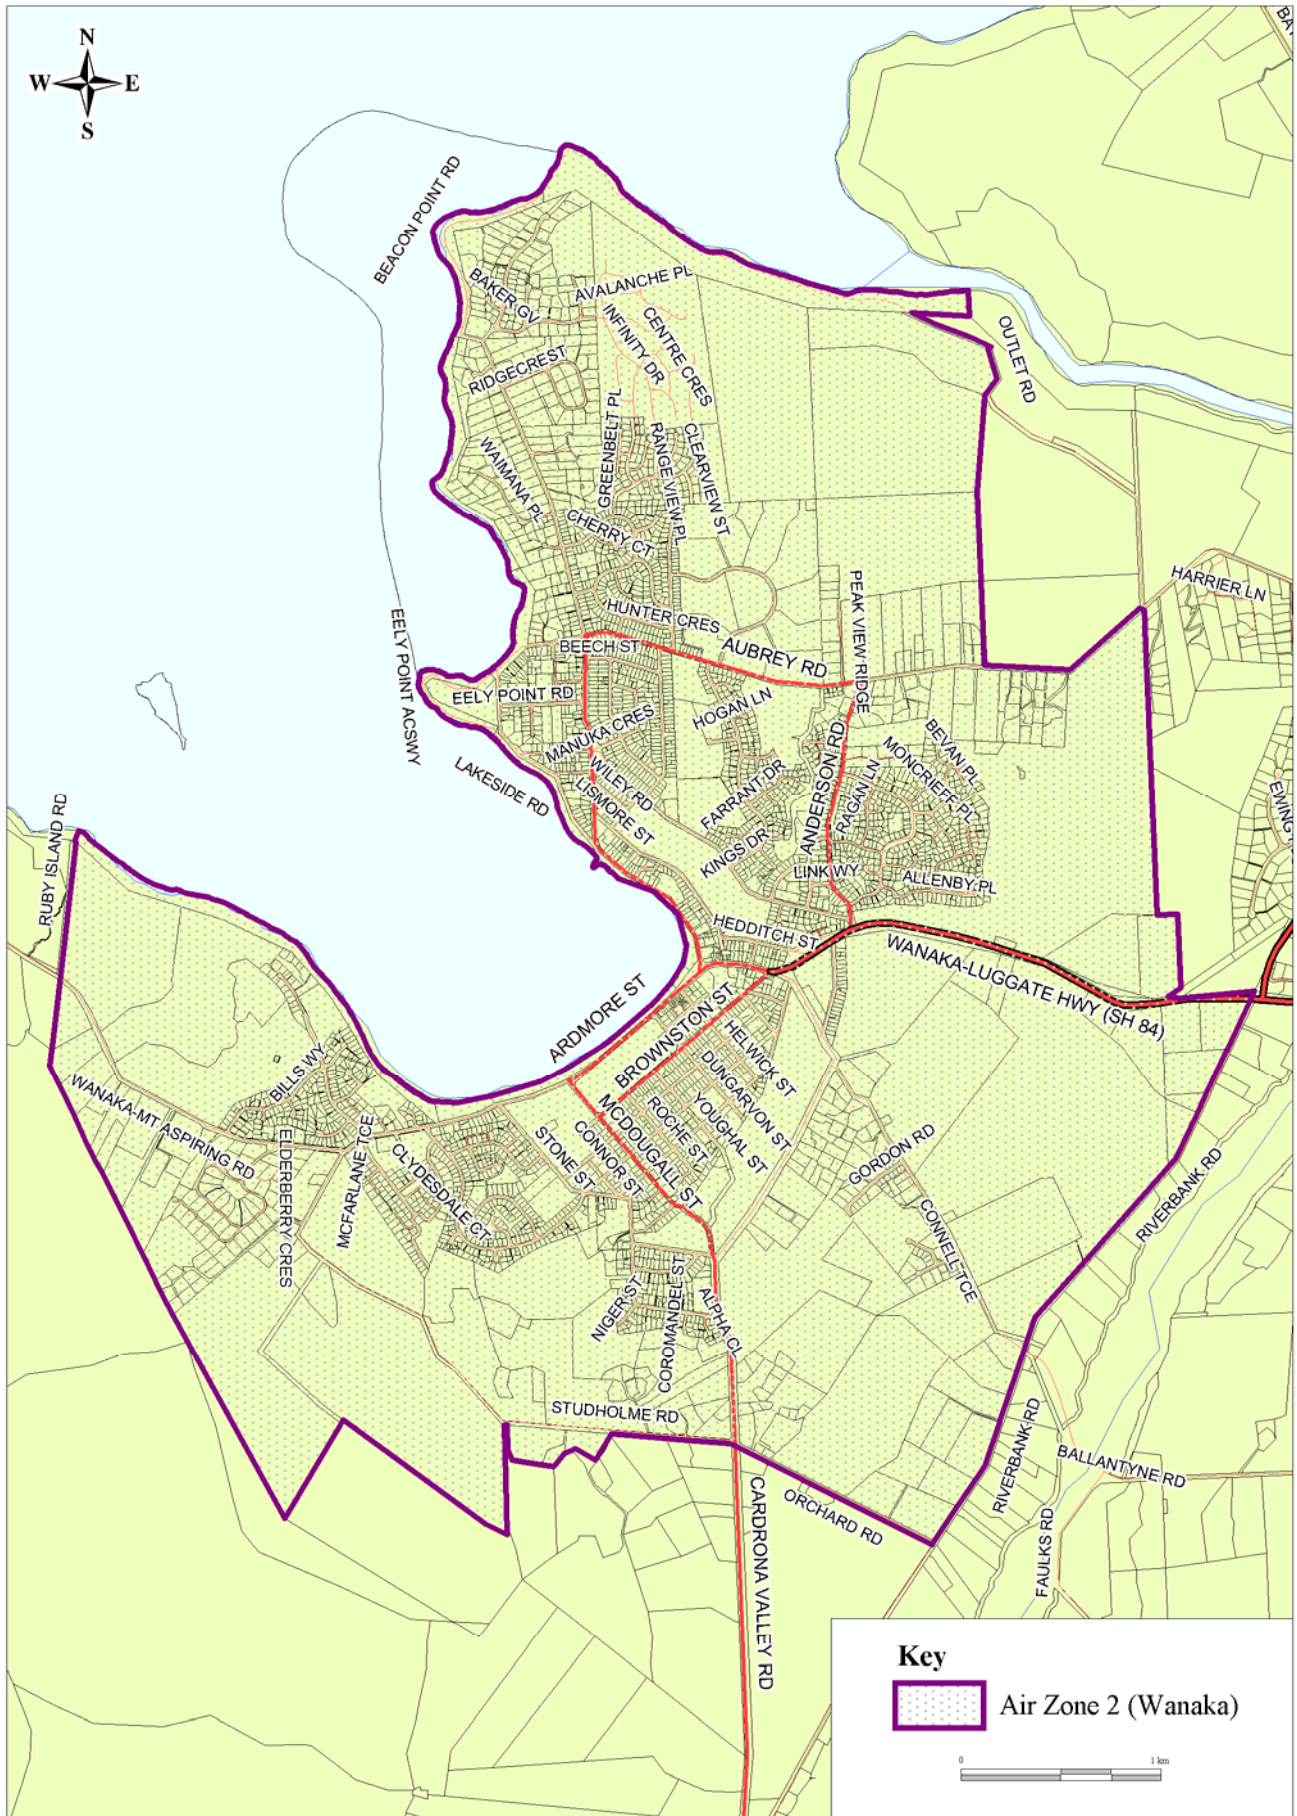 N
W E
S
BEACON POINT RD
BAKER GV
AVALANCHE PL
CENTRE CRES
INFINITY DR
OUTLET RD
RIDGECREST
GREENBELT PL
RANGE VIEW PL
CLEARVIEW ST
WAIMANA PL
CHERRY CT
HARRIER LN
PEAK VIEW RIDGE
HUNTER CRES
EELY POINT ACSWY
BEECH ST
AUBREY RD
EELY POINT RD
HOGAN LN
MANUKA CRES
BEVAN PL
MONCRIEFF PL
ANDERSON RD
LAKESIDE RD
WILEY RD
LISMORE ST
FARRANT DR
RAGAN LN
RUBY ISLAND RD
KINGS DR
LINK WY
ALLENBY PL
HEDDITCH ST
WANAKA-LUGGATE HWY (SH 84)
ARDMORE ST
BROWNSTON ST
HELWICK ST
DUNGARVON ST
YOUGHAL ST
ROCHE ST
MCDOUGALL ST
CONNOR ST
STONE ST
BILLS WY
WANAKA-MT ASPIRING RD
ELDERBERRY CRES
MCFARLANE TCE
CLYDESDALE CT
GORDON RD
CONNELL TCE
RIVERBANK RD
NIGER ST
COROMANDEL ST
ALPHA CL
STUDHOLME RD
CARDRONA VALLEY RD
ORCHARD RD
RIVERBANK RD
BALLANTYNE RD
FAULKS RD
Key
Air Zone 2 (Wanaka)
0 1 km